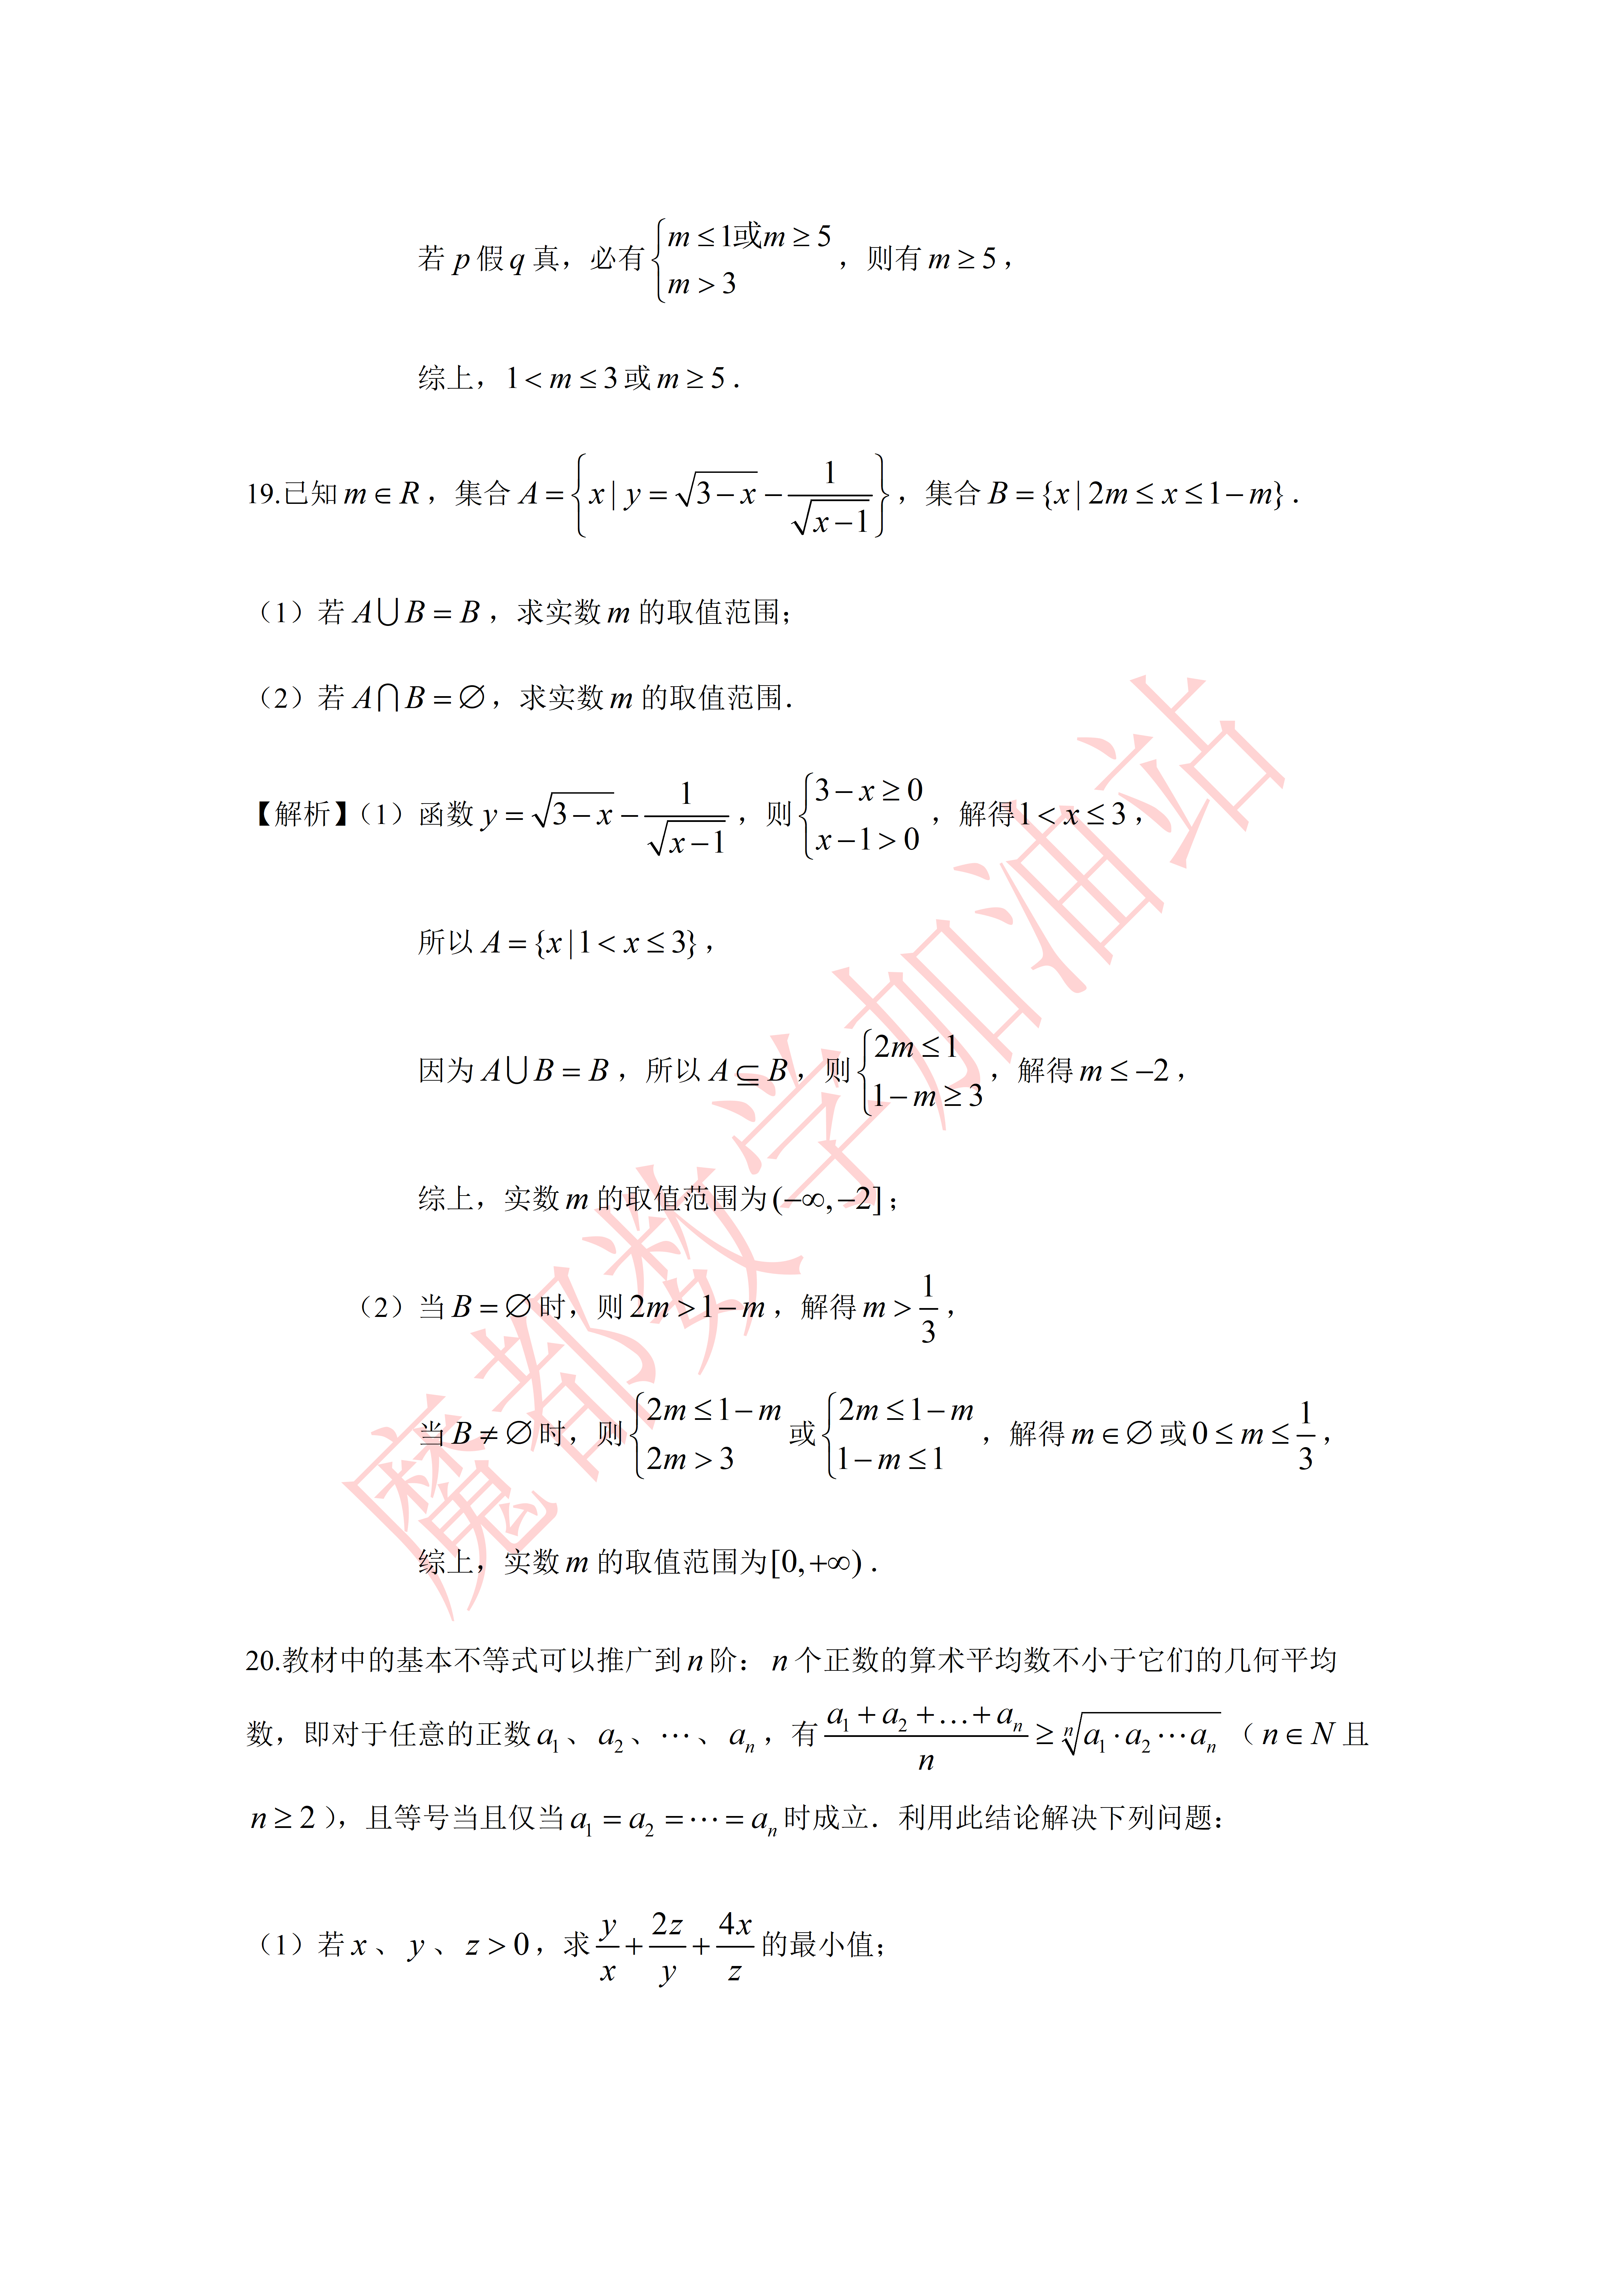 若 p 假 q 真，必有 { m ≤ 1或m ≥ 5 ; m > 3 ，则有 m ≥ 5，
综上，1 < m ≤ 3 或 m ≥ 5．
19.已知 m ∈ R，集合 A = { x | y = √(3 − x) − 1/√(x − 1) }，集合 B = {x | 2m ≤ x ≤ 1 − m}．
（1）若 A ⋃ B = B，求实数 m 的取值范围；
（2）若 A ⋂ B = ∅，求实数 m 的取值范围．
【解析】（1）函数 y = √(3 − x) − 1/√(x − 1)，则 { 3 − x ≥ 0 ; x − 1 > 0 ，解得 1 < x ≤ 3，
所以 A = {x | 1 < x ≤ 3}，
因为 A ⋃ B = B，所以 A ⊆ B，则 { 2m ≤ 1 ; 1 − m ≥ 3 ，解得 m ≤ −2，
综上，实数 m 的取值范围为 (−∞, −2]；
（2）当 B = ∅ 时，则 2m > 1 − m，解得 m > 1/3，
当 B ≠ ∅ 时，则 { 2m ≤ 1 − m ; 2m > 3 或 { 2m ≤ 1 − m ; 1 − m ≤ 1 ，解得 m ∈ ∅ 或 0 ≤ m ≤ 1/3，
综上，实数 m 的取值范围为 [0, +∞)．
20.教材中的基本不等式可以推广到 n 阶：n 个正数的算术平均数不小于它们的几何平均
数，即对于任意的正数 a₁、a₂、⋯、aₙ，有 (a₁ + a₂ + … + aₙ)/n ≥ ⁿ√(a₁ · a₂ ⋯ aₙ)（ n ∈ N 且
n ≥ 2 ），且等号当且仅当 a₁ = a₂ = ⋯ = aₙ 时成立．利用此结论解决下列问题：
（1）若 x、y、z > 0，求 y/x + 2z/y + 4x/z 的最小值；
魔都数学加油站